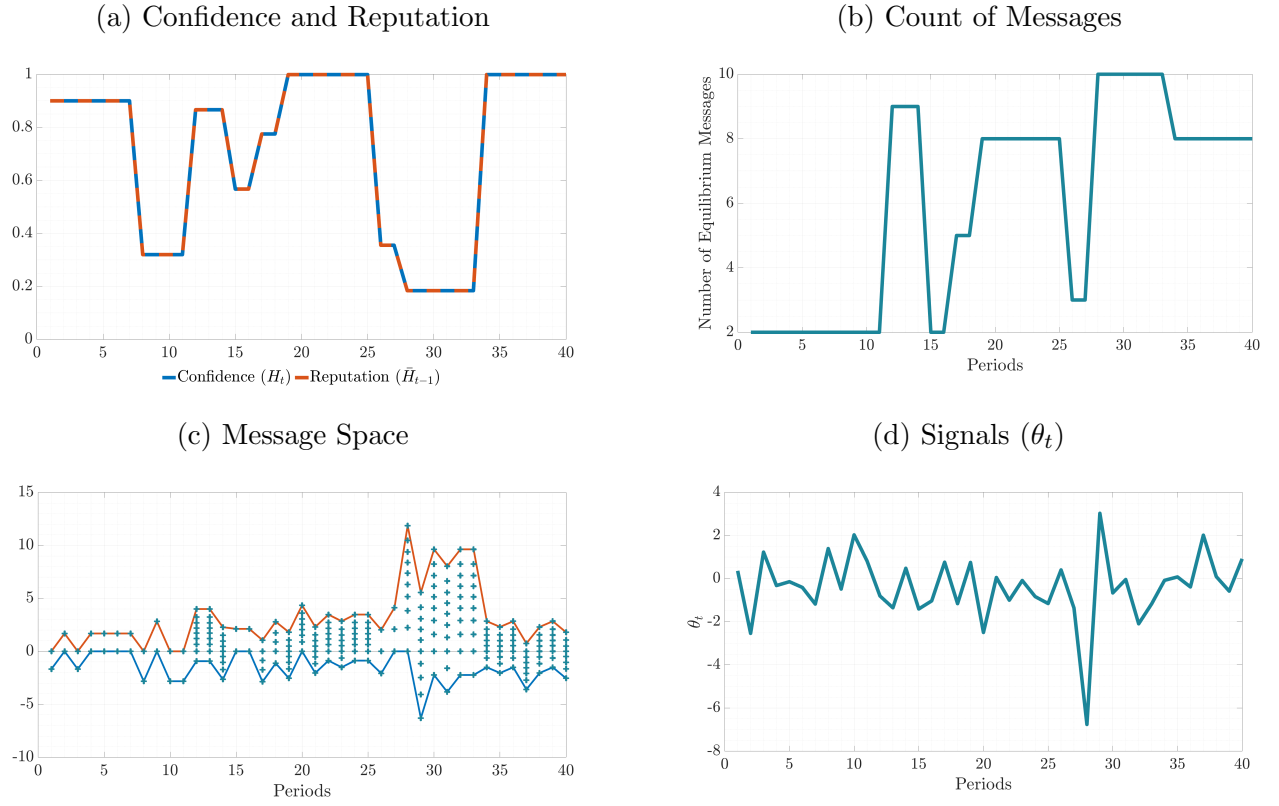 (a) Confidence and Reputation
1
0.8
0.6
0.4
0.2
0
0 5 10 15 20 25 30 35 40
Confidence (H_t) Reputation (H̄_{t−1})
(b) Count of Messages
Number of Equilibrium Messages
10
8
6
4
2
0 5 10 15 20 25 30 35 40
Periods
(c) Message Space
15
10
5
0
-5
-10
0 5 10 15 20 25 30 35 40
Periods
(d) Signals (θ_t)
θ_t
4
2
0
-2
-4
-6
-8
0 5 10 15 20 25 30 35 40
Periods